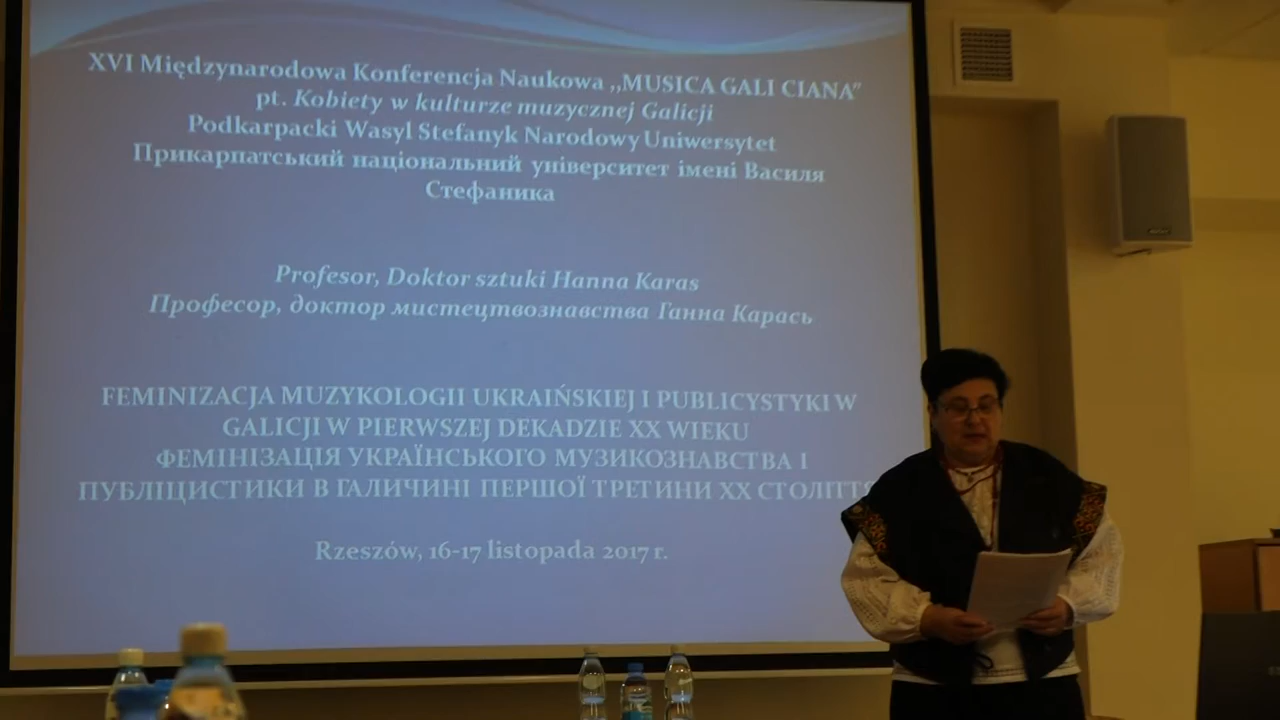 XVI Międzynarodowa Konferencja Naukowa ,,MUSICA GALI CIANA"
pt. Kobiety w kulturze muzycznej Galicji
Podkarpacki Wasyl Stefanyk Narodowy Uniwersytet
Прикарпатський національний університет імені Василя
Стефаника
Profesor, Doktor sztuki Hanna Karas
Професор, доктор мистецтвознавства Ганна Карась
FEMINIZACJA MUZYKOLOGII UKRAIŃSKIEJ I PUBLICYSTYKI W
GALICJI W PIERWSZEJ DEKADZIE XX WIEKU
ФЕМІНІЗАЦІЯ УКРАЇНСЬКОГО МУЗИКОЗНАВСТВА І
ПУБЛІЦИСТИКИ В ГАЛИЧИНІ ПЕРШОЇ ТРЕТИНИ ХХ СТОЛІТТЯ
Rzeszów, 16-17 listopada 2017 r.